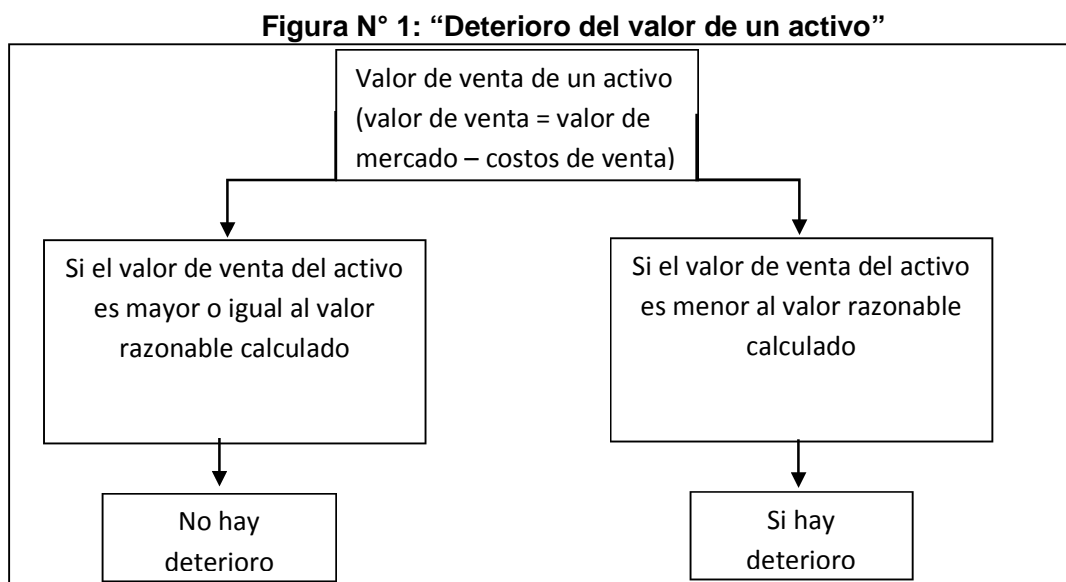 Figura N° 1: “Deterioro del valor de un activo”
Valor de venta de un activo
(valor de venta = valor de
mercado – costos de venta)
Si el valor de venta del activo
es mayor o igual al valor
razonable calculado
Si el valor de venta del activo
es menor al valor razonable
calculado
No hay
deterioro
Si hay
deterioro